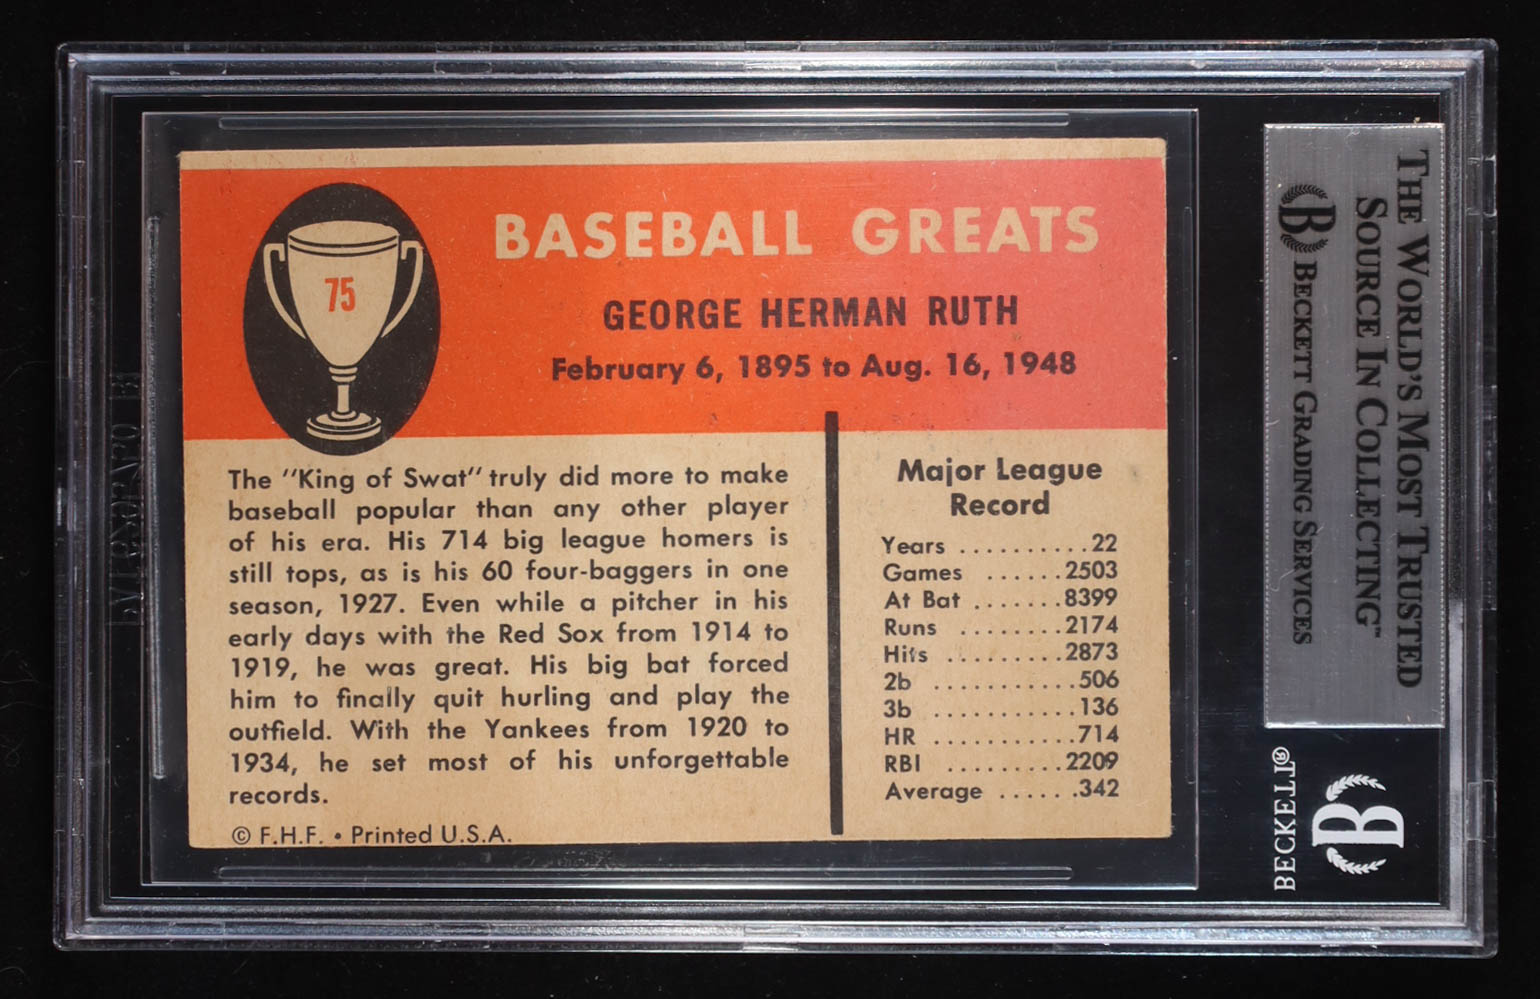 75
BASEBALL GREATS
GEORGE HERMAN RUTH
February 6, 1895 to Aug. 16, 1948
The "King of Swat" truly did more to make
baseball popular than any other player
of his era. His 714 big league homers is
still tops, as is his 60 four-baggers in one
season, 1927. Even while a pitcher in his
early days with the Red Sox from 1914 to
1919, he was great. His big bat forced
him to finally quit hurling and play the
outfield. With the Yankees from 1920 to
1934, he set most of his unforgettable
records.
© F.H.F. • Printed U.S.A.
Major League
Record
Years ..........22
Games ......2503
At Bat .......8399
Runs ........2174
Hits .........2873
2b ...........506
3b ...........136
HR ...........714
RBI .........2209
Average ......342
THE WORLD'S MOST TRUSTED
SOURCE IN COLLECTING™
B BECKETT GRADING SERVICES
BECKETT®
B